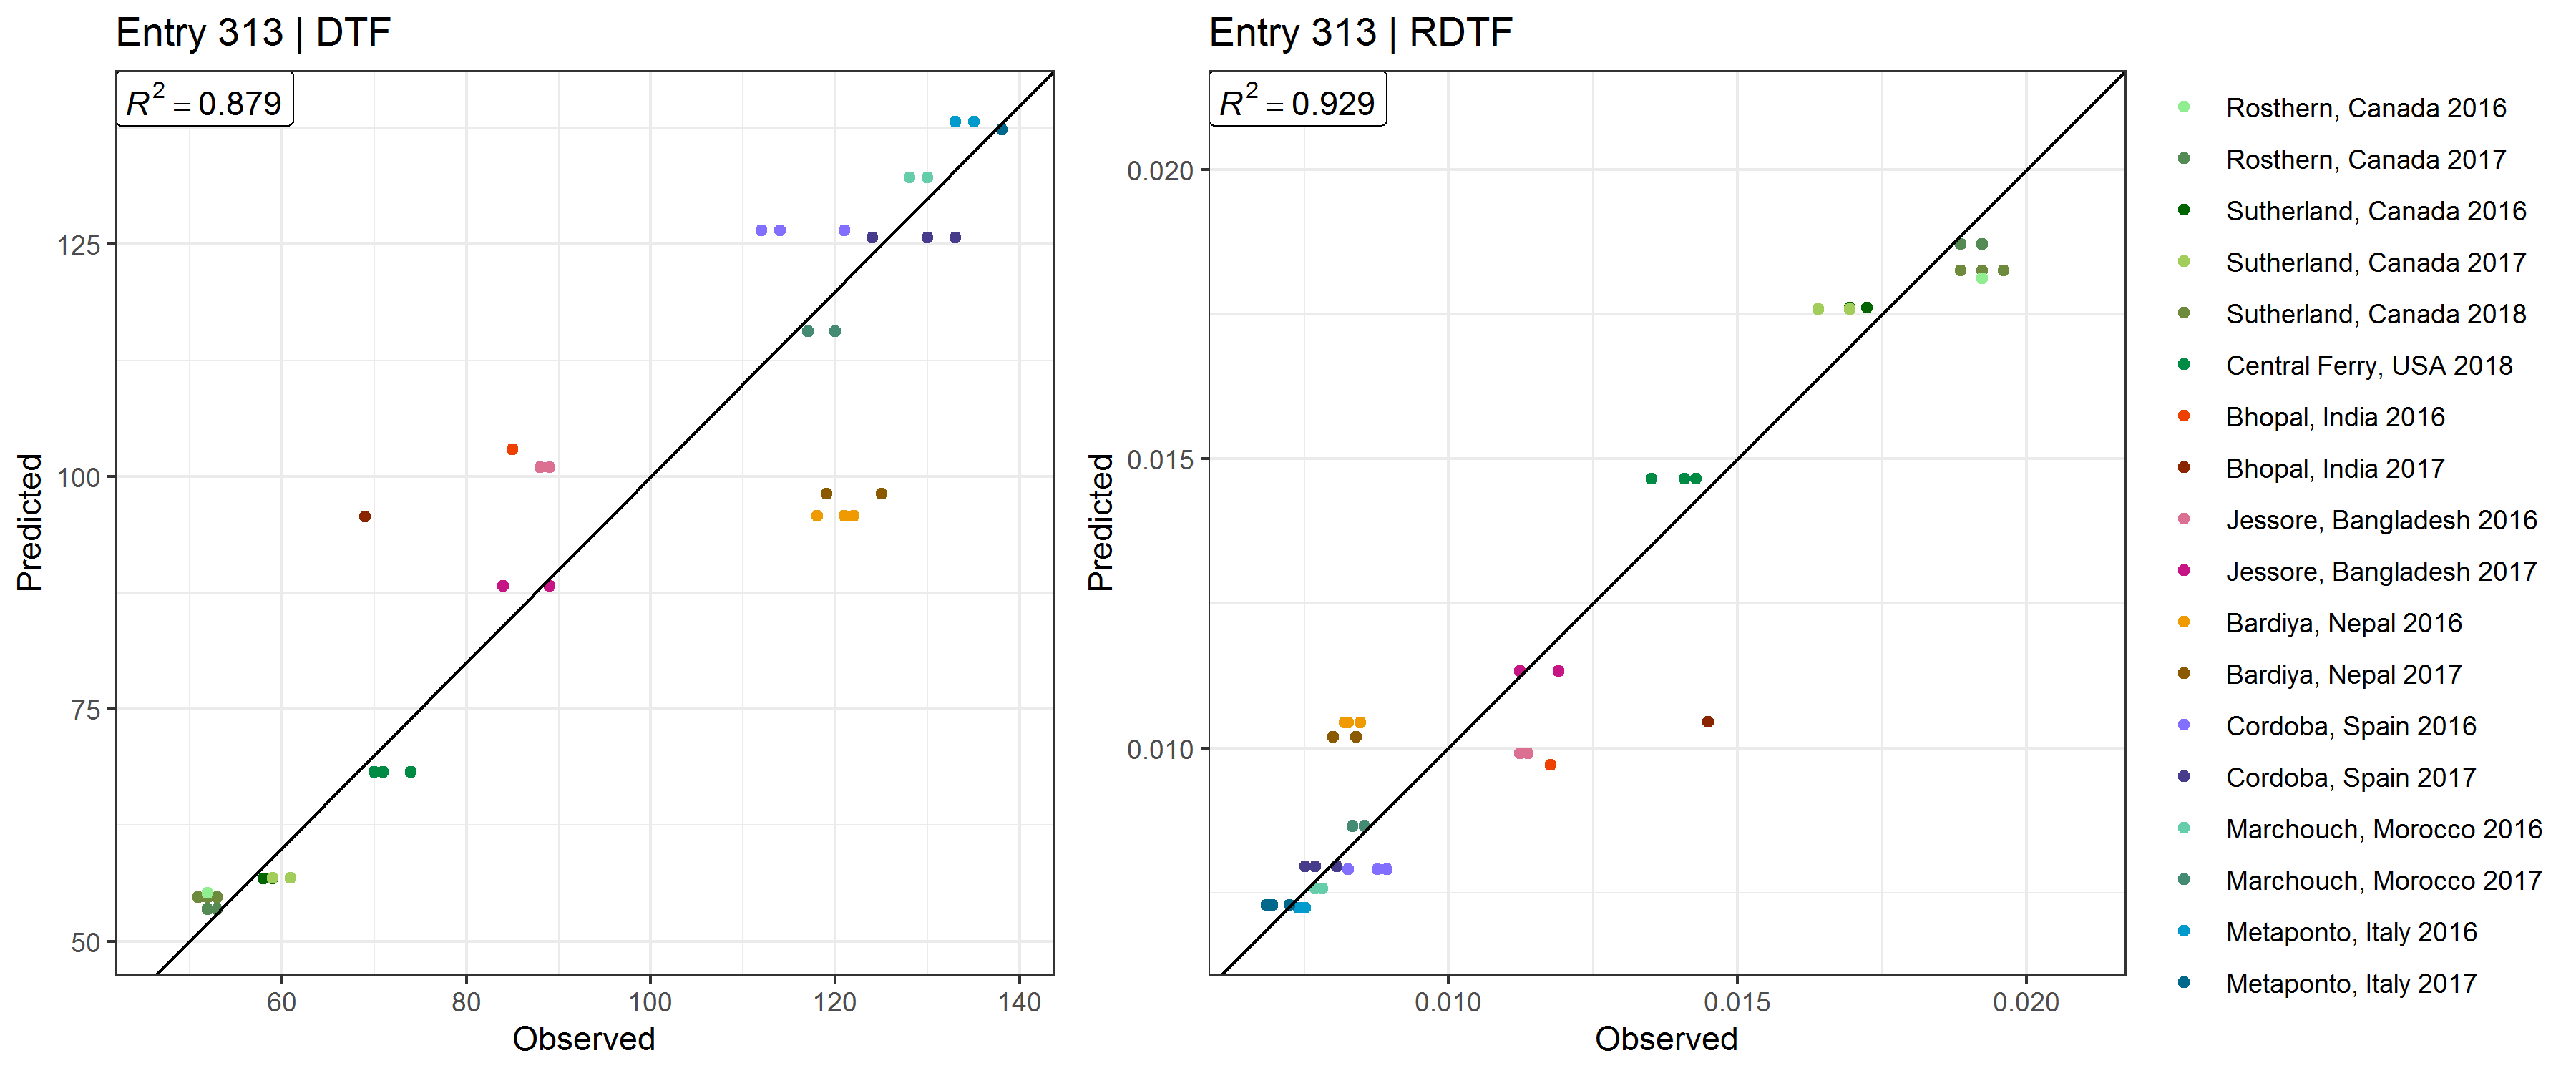 Entry 313 | DTF
R² = 0.879
125
100
75
50
Predicted
60 80 100 120 140
Observed
Entry 313 | RDTF
R² = 0.929
0.020
0.015
0.010
Predicted
0.010 0.015 0.020
Observed
Rosthern, Canada 2016
Rosthern, Canada 2017
Sutherland, Canada 2016
Sutherland, Canada 2017
Sutherland, Canada 2018
Central Ferry, USA 2018
Bhopal, India 2016
Bhopal, India 2017
Jessore, Bangladesh 2016
Jessore, Bangladesh 2017
Bardiya, Nepal 2016
Bardiya, Nepal 2017
Cordoba, Spain 2016
Cordoba, Spain 2017
Marchouch, Morocco 2016
Marchouch, Morocco 2017
Metaponto, Italy 2016
Metaponto, Italy 2017